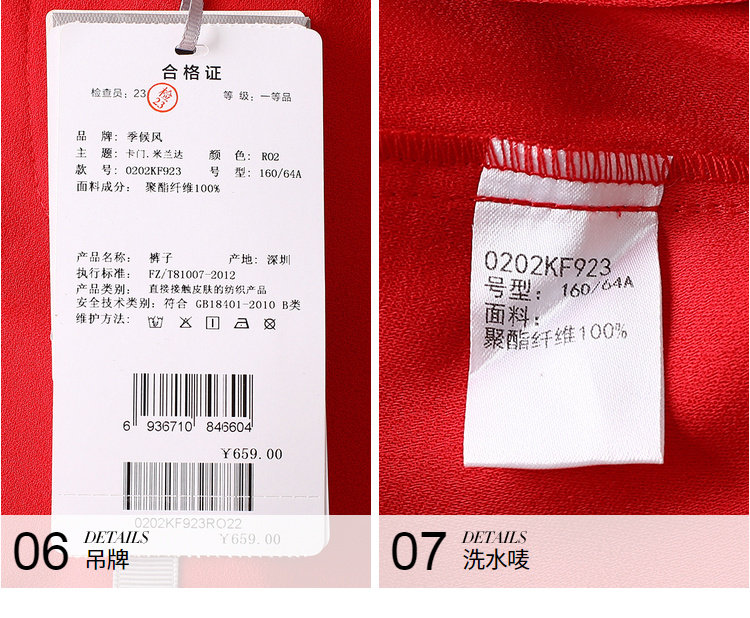 合格证
检查员：23 检 23 等 级：一等品
品 牌：季候风
主 题：卡门.米兰达 颜 色：R02
款 号：0202KF923 号 型：160/64A
面料成分：聚酯纤维100%
产品名称：裤子 产地：深圳
执行标准：FZ/T81007-2012
产品类别：直接接触皮肤的纺织产品
安全技术类别：符合 GB18401-2010 B类
维护方法：
6 936710 846604
¥659.00
0202KF923R022
¥659.00
06 DETAILS
吊牌
0202KF923
号型：160/64A
面料：
聚酯纤维100%
07 DETAILS
洗水唛